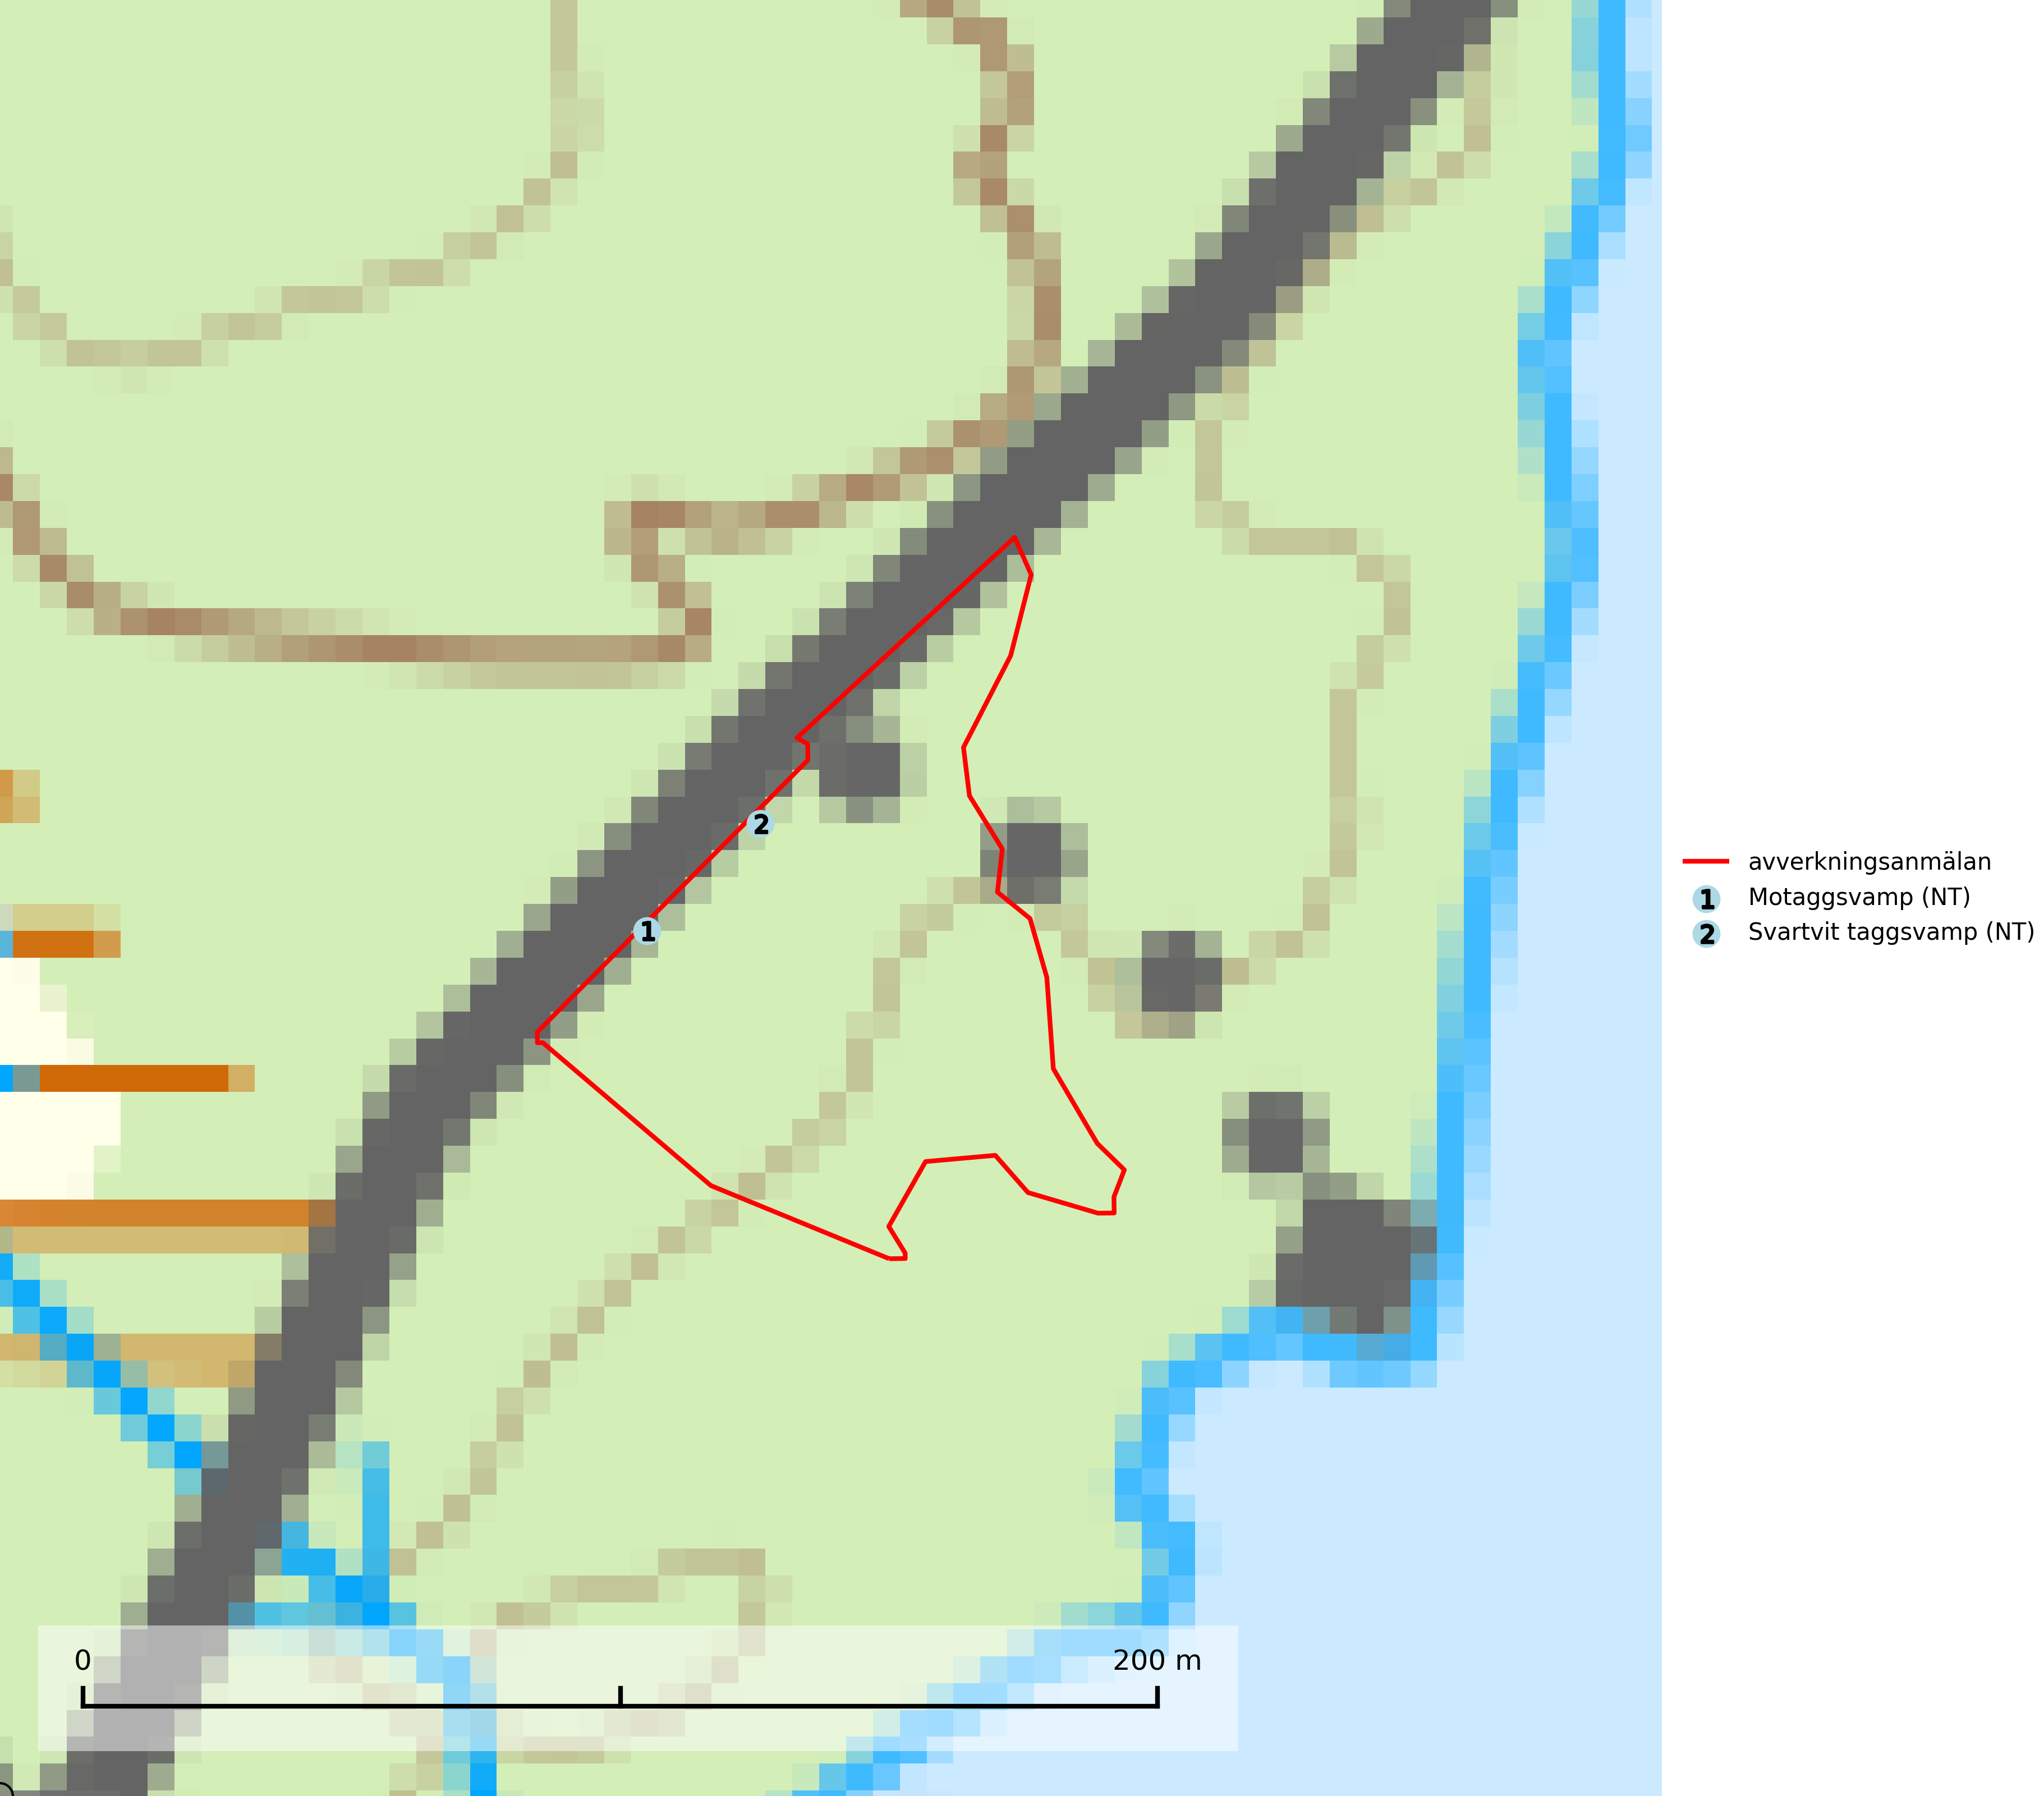 2
1
avverkningsanmälan
1 Motaggsvamp (NT)
2 Svartvit taggsvamp (NT)
0 200 m